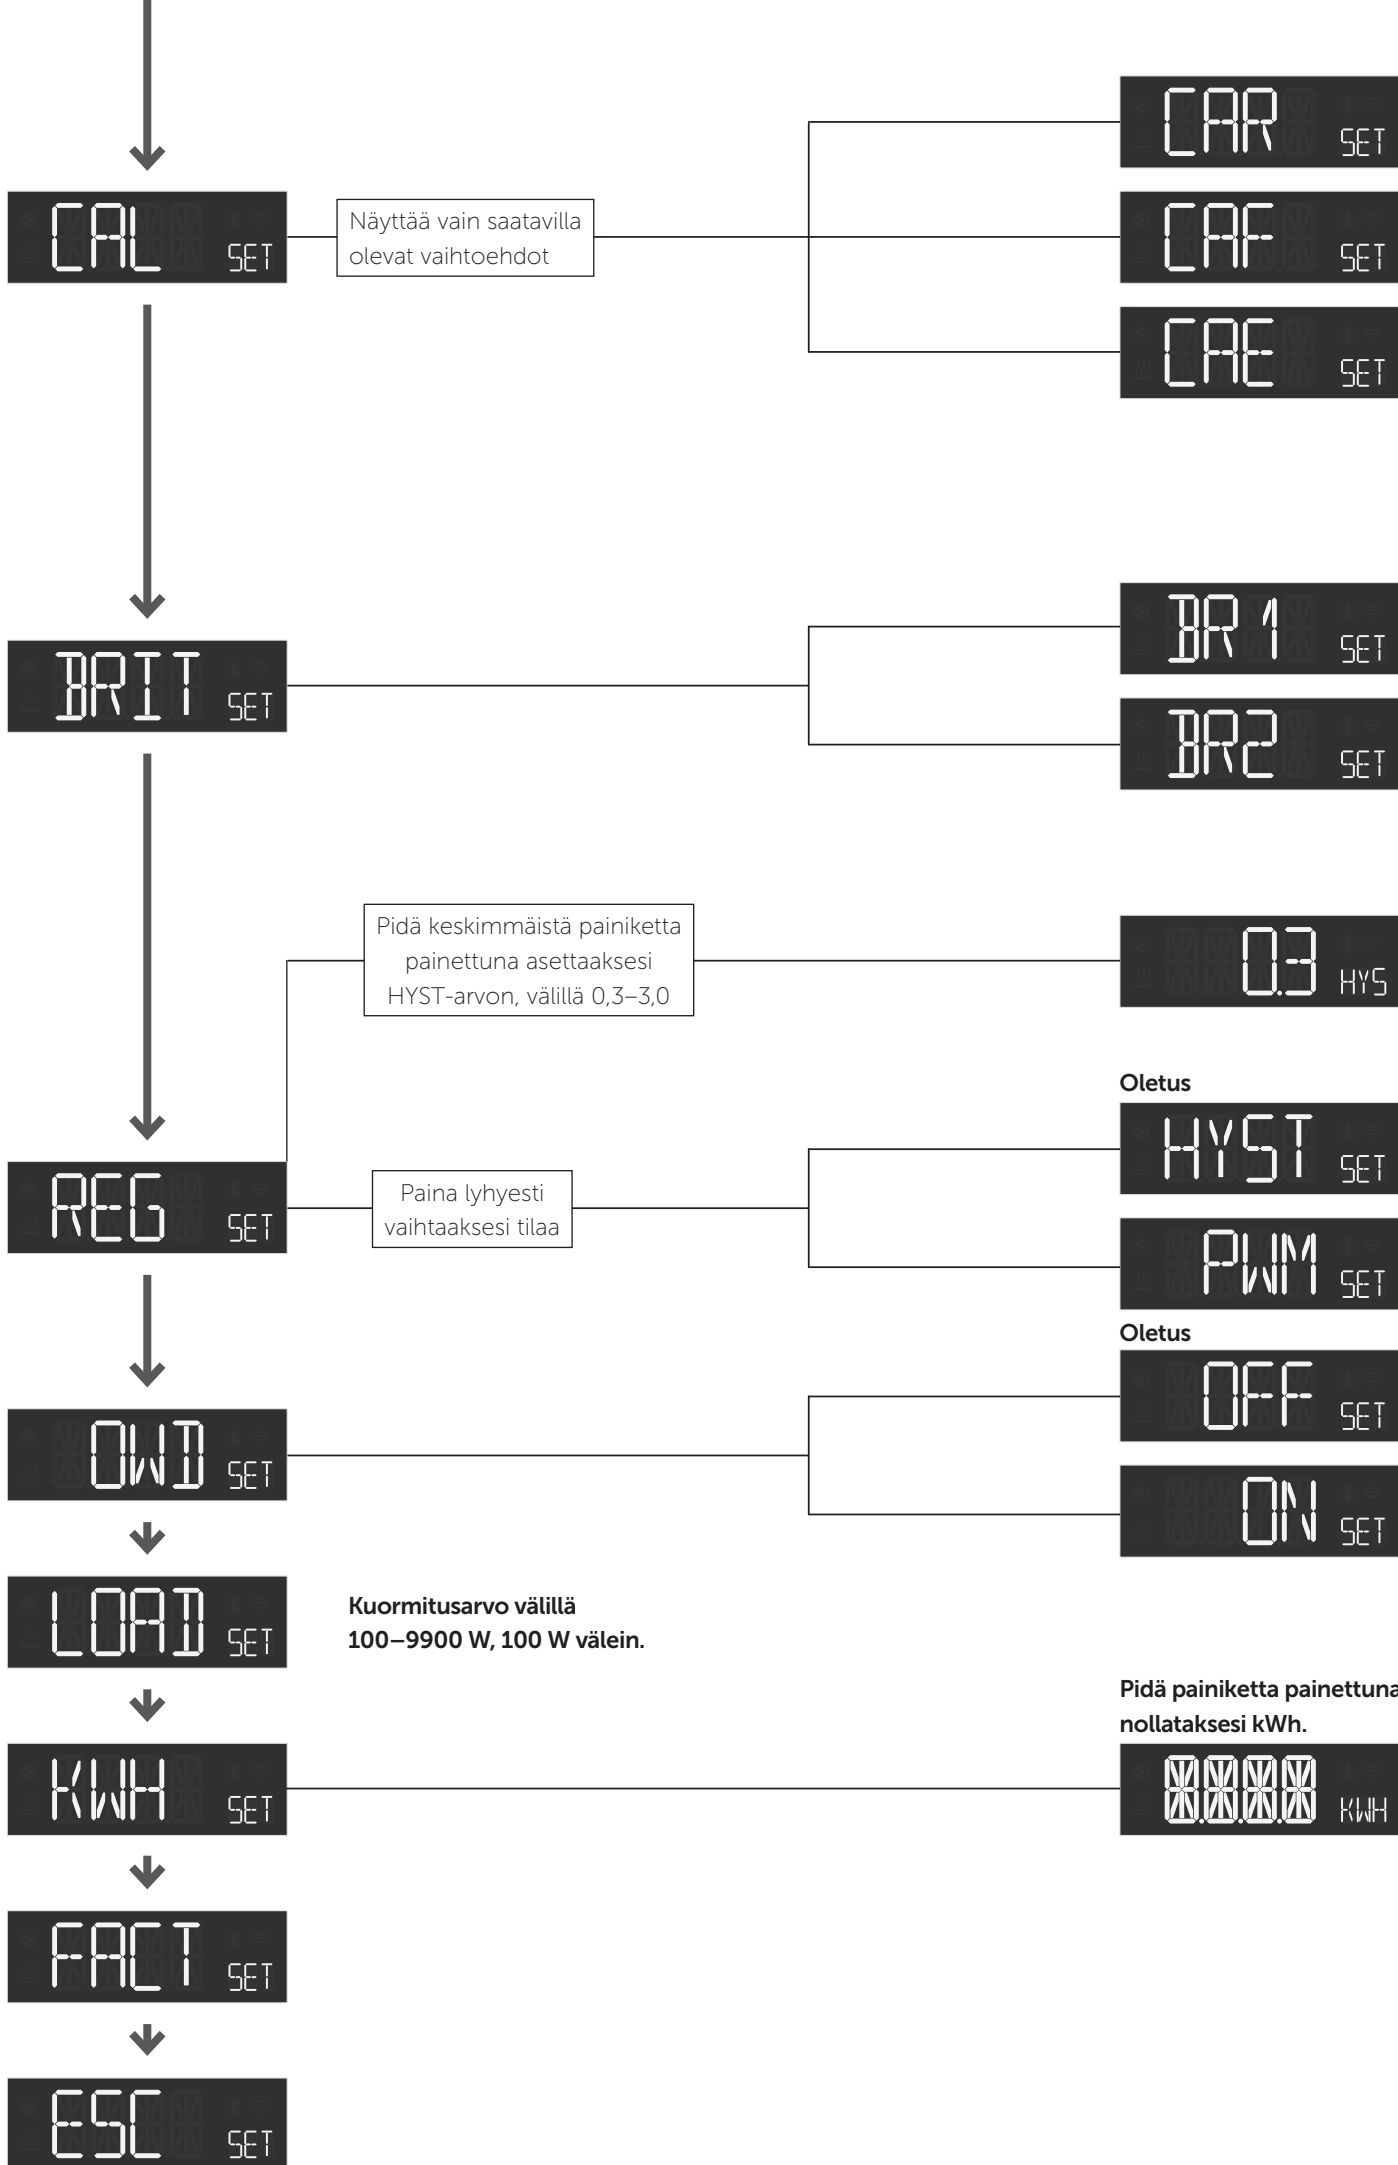 CAR
SET
CAL
SET
Näyttää vain saatavilla
olevat vaihtoehdot
CAF
SET
CAE
SET
BRIT
SET
BR1
SET
BR2
SET
Pidä keskimmäistä painiketta
painettuna asettaaksesi
HYST-arvon, välillä 0,3–3,0
0.3
HYS
Oletus
HYST
SET
REG
SET
Paina lyhyesti
vaihtaaksesi tilaa
PWM
SET
Oletus
OFF
SET
OWD
SET
ON
SET
LOAD
SET
Kuormitusarvo välillä
100–9900 W, 100 W välein.
Pidä painiketta painettuna
nollataksesi kWh.
KWH
SET
KWH
FACT
SET
ESC
SET